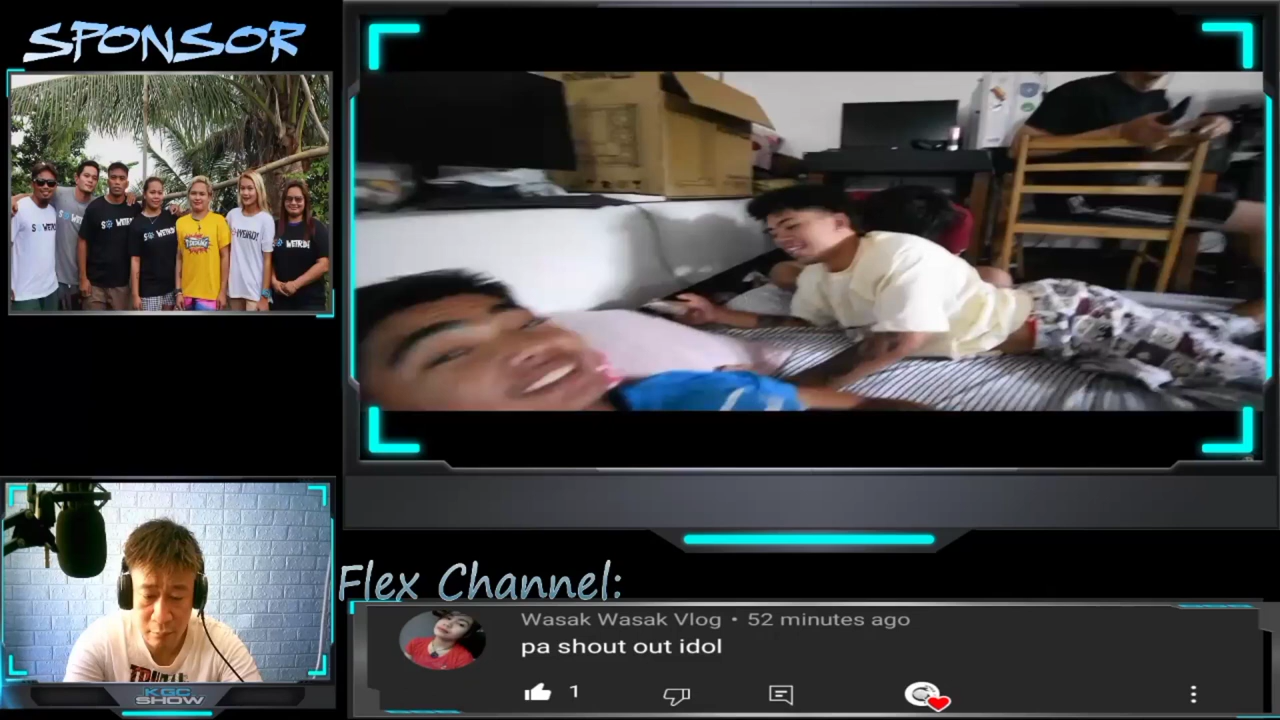 SPONSOR
Flex Channel:
Wasak Wasak Vlog • 52 minutes ago
pa shout out idol
1
KGC
SHOW